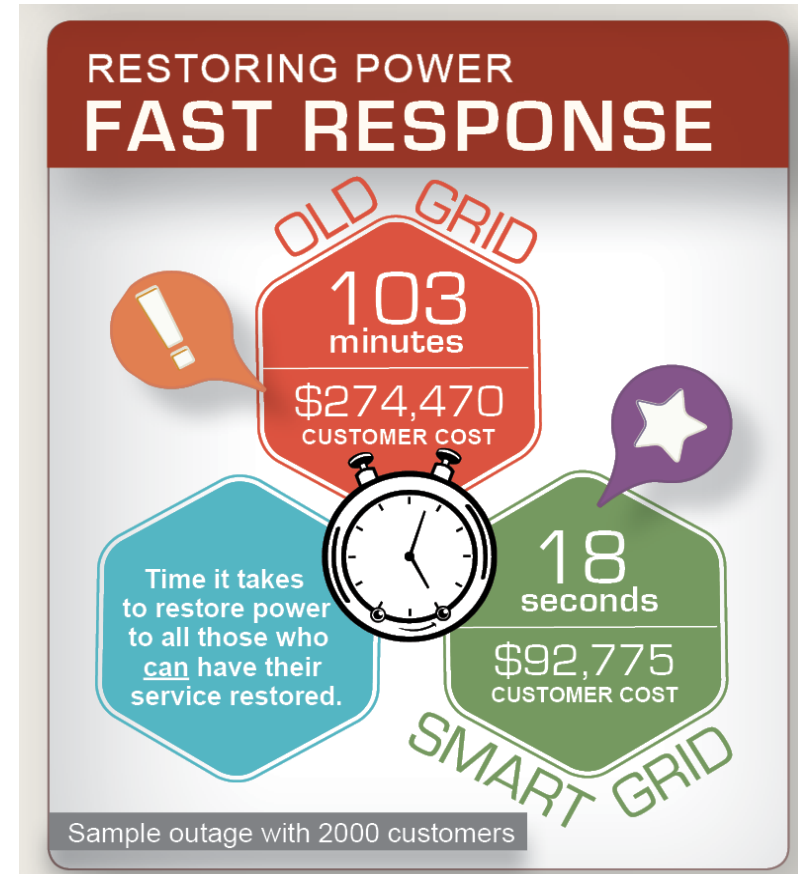 RESTORING POWER
FAST RESPONSE
OLD GRID
103
minutes
$274,470
CUSTOMER COST
Time it takes
to restore power
to all those who
can have their
service restored.
18
seconds
$92,775
CUSTOMER COST
SMART GRID
Sample outage with 2000 customers